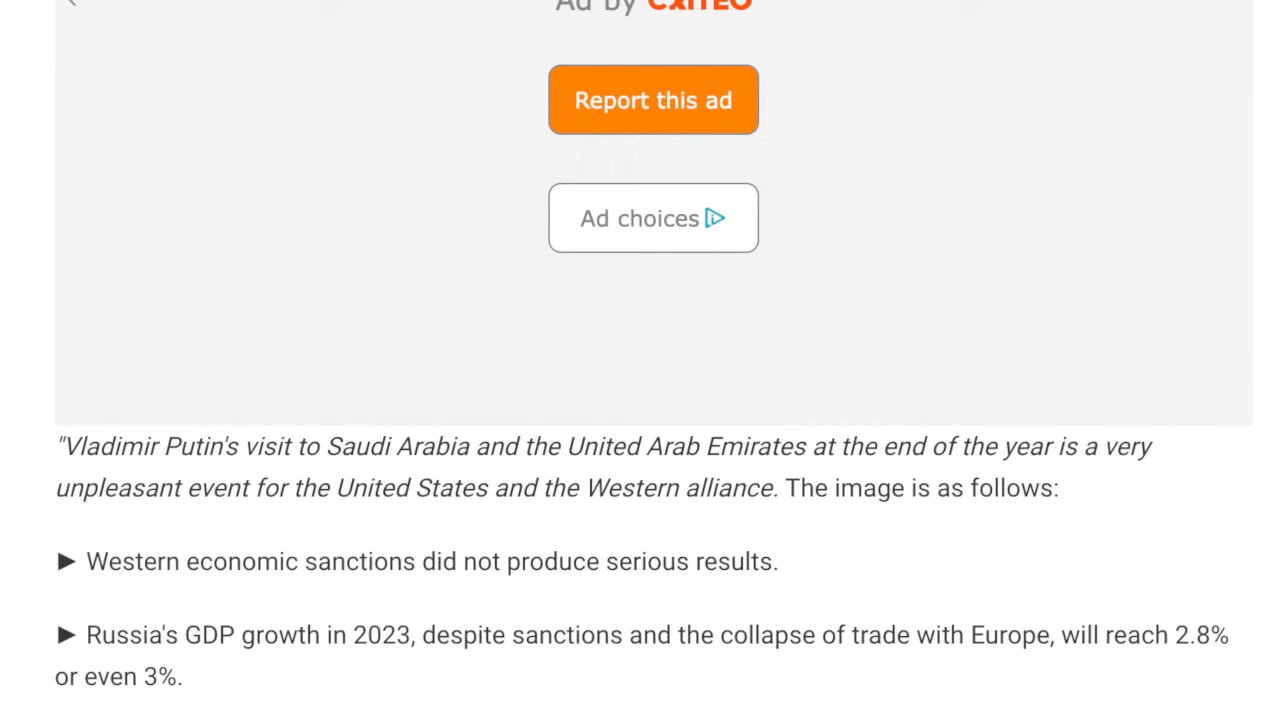 Ad by CRITEO
Report this ad
Ad choices
"Vladimir Putin's visit to Saudi Arabia and the United Arab Emirates at the end of the year is a very
unpleasant event for the United States and the Western alliance. The image is as follows:
► Western economic sanctions did not produce serious results.
► Russia's GDP growth in 2023, despite sanctions and the collapse of trade with Europe, will reach 2.8%
or even 3%.